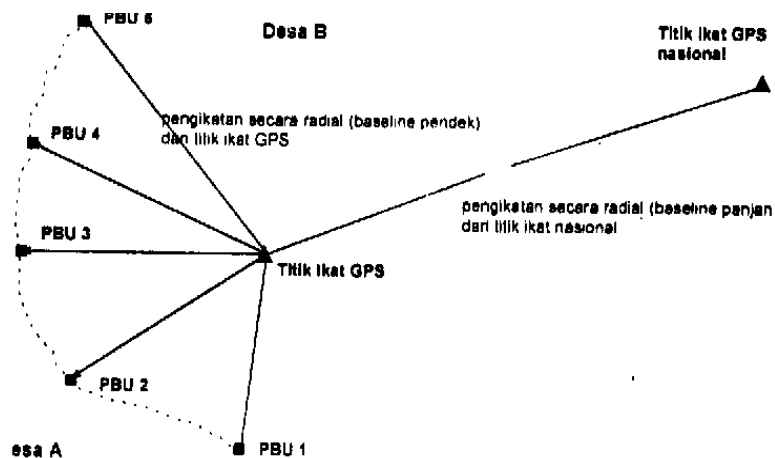 PBU 5
Desa B
Titik Ikat GPS
nasional
pengikatan secara radial (baseline pendek)
dari titik ikat GPS
PBU 4
pengikatan secara radial (baseline panjan
dari titik ikat nasional
PBU 3
Titik Ikat GPS
PBU 2
esa A
PBU 1